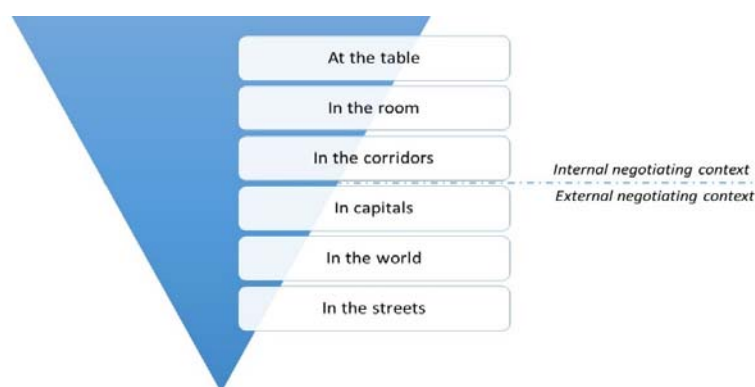 At the table
In the room
In the corridors
Internal negotiating context
External negotiating context
In capitals
In the world
In the streets